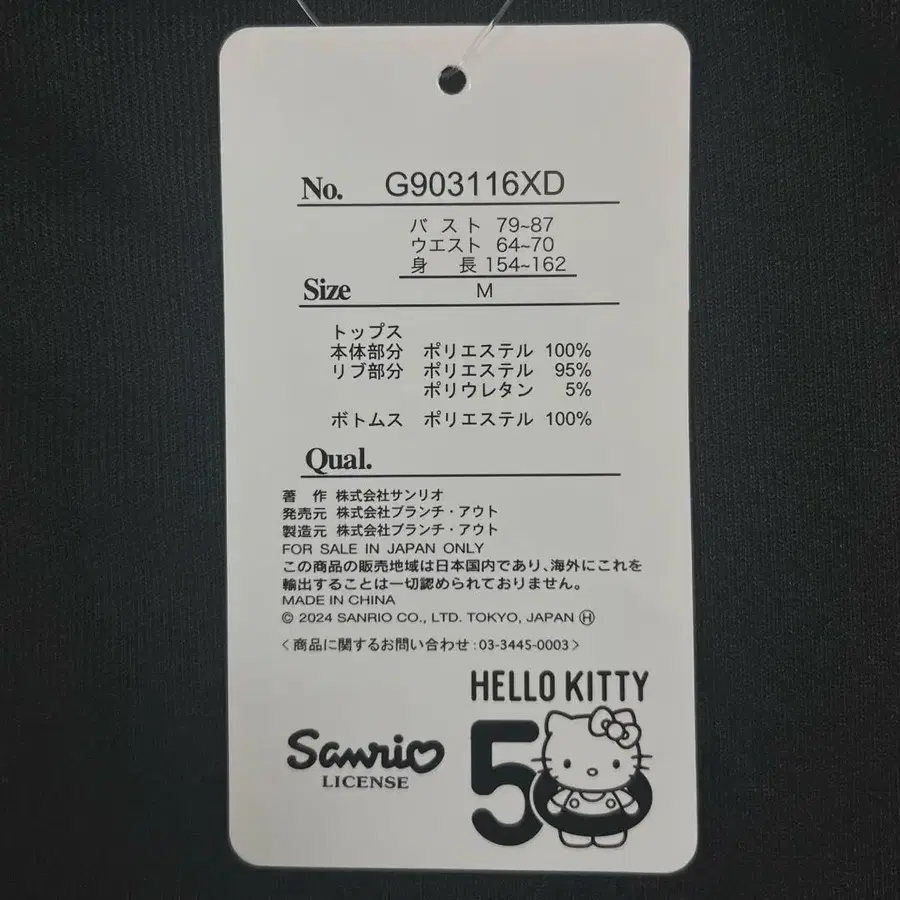 No. G903116XD
バスト 79~87
ウエスト 64~70
身 長 154~162
Size M
トップス
本体部分 ポリエステル 100%
リブ部分 ポリエステル 95%
ポリウレタン 5%
ボトムス ポリエステル 100%
Qual.
著 作 株式会社サンリオ
発売元 株式会社ブランチ・アウト
製造元 株式会社ブランチ・アウト
FOR SALE IN JAPAN ONLY
この商品の販売地域は日本国内であり、海外にこれを
輸出することは一切認められておりません。
MADE IN CHINA
© 2024 SANRIO CO., LTD. TOKYO, JAPAN Ⓗ
〈商品に関するお問い合わせ:03-3445-0003〉
HELLO KITTY
50
Sanrio
LICENSE